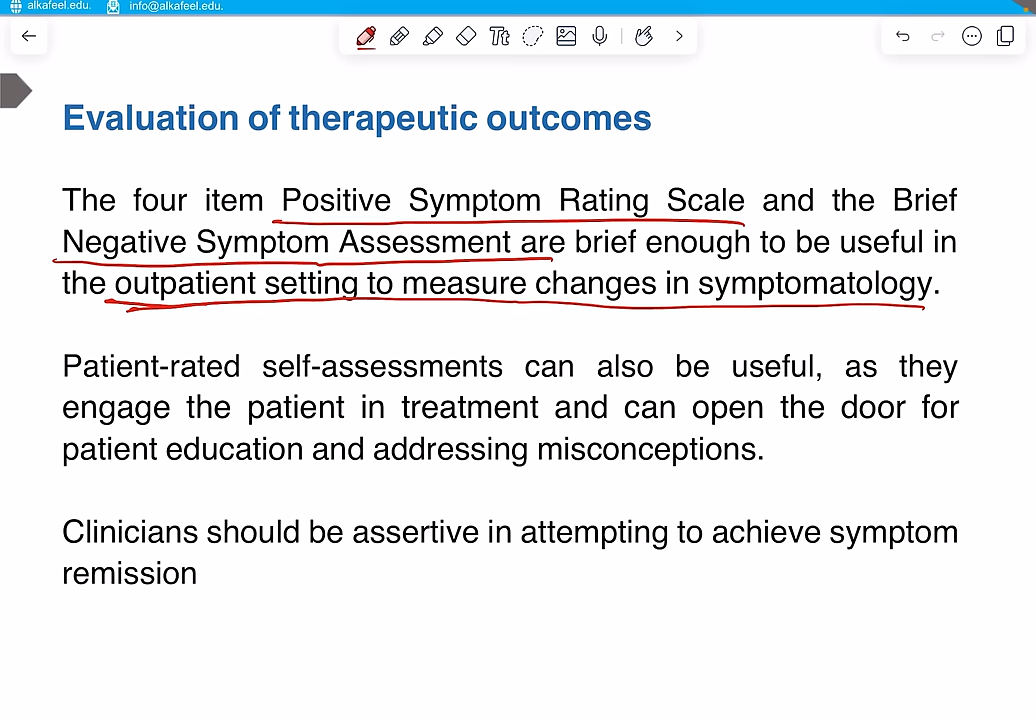 alkafeel.edu. info@alkafeel.edu.
Tt
Evaluation of therapeutic outcomes
The four item Positive Symptom Rating Scale and the Brief
Negative Symptom Assessment are brief enough to be useful in
the outpatient setting to measure changes in symptomatology.
Patient-rated self-assessments can also be useful, as they
engage the patient in treatment and can open the door for
patient education and addressing misconceptions.
Clinicians should be assertive in attempting to achieve symptom
remission